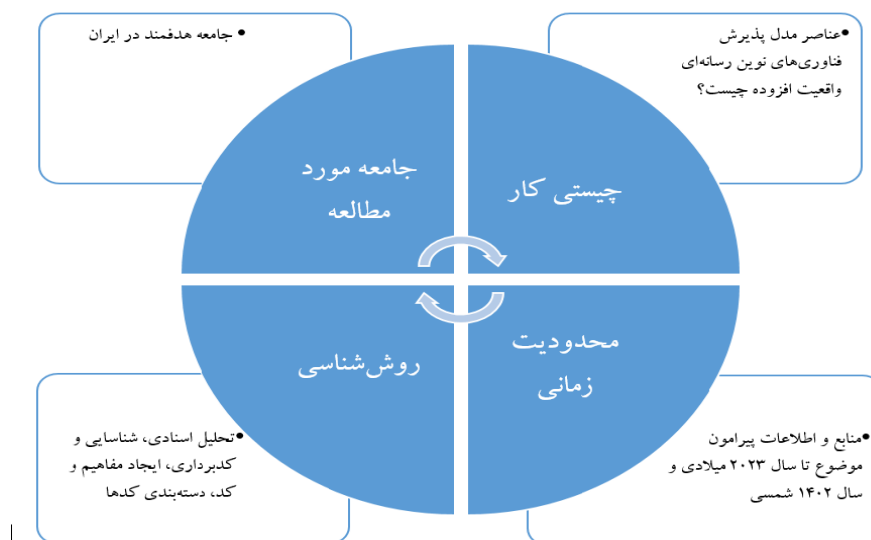 عناصر مدل پذیرش
فناوری‌های نوین رسانه‌ای
واقعیت افزوده چیست؟
جامعه هدفمند در ایران
چیستی کار
جامعه مورد
مطالعه
محدودیت
زمانی
روش‌شناسی
منابع و اطلاعات پیرامون
موضوع تا سال ۲۰۲۳ میلادی و
سال ۱۴۰۲ شمسی
تحلیل اسنادی، شناسایی و
کدبرداری، ایجاد مفاهیم و
کد، دسته‌بندی کدها